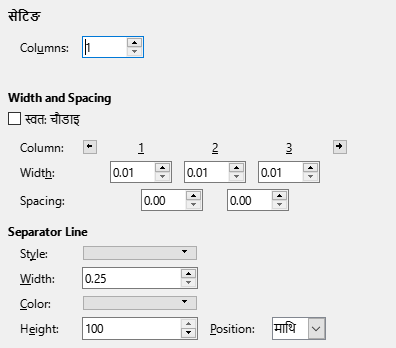 सेटिङ
Columns: 1
Width and Spacing
स्वत: चौडाइ
Column: 1 2 3
Width: 0.01 0.01 0.01
Spacing: 0.00 0.00
Separator Line
Style:
Width: 0.25
Color:
Height: 100 Position: माथि